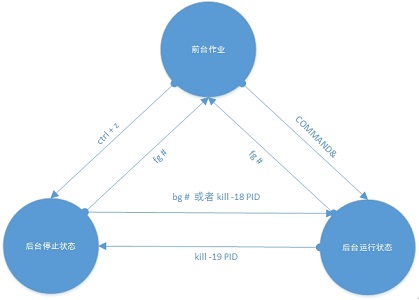 前台作业
ctrl + z
fg #
fg #
COMMAND&
bg # 或者 kill -18 PID
后台停止状态
后台运行状态
kill -19 PID